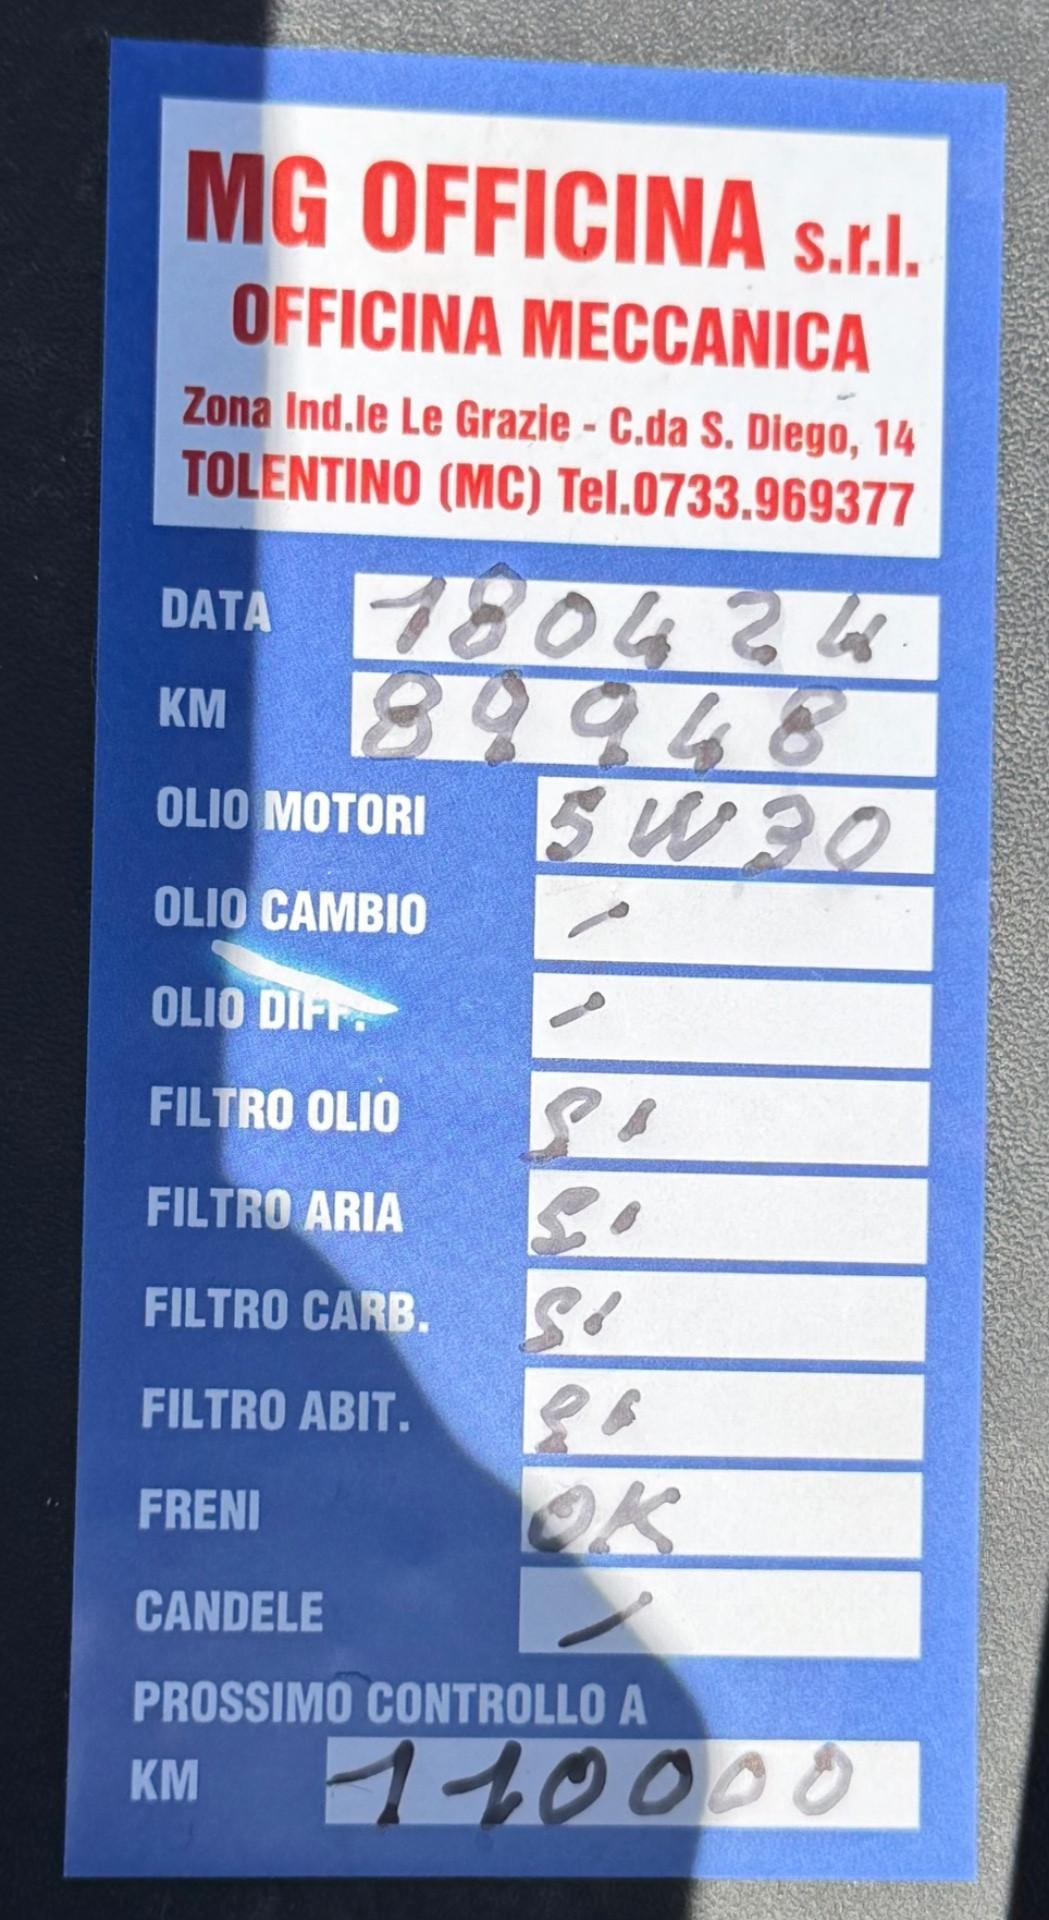 MG OFFICINA s.r.l.
OFFICINA MECCANICA
Zona Ind.le Le Grazie - C.da S. Diego, 14
TOLENTINO (MC) Tel.0733.969377
DATA 180424
KM 89948
OLIO MOTORI 5W30
OLIO CAMBIO /
OLIO DIFF. /
FILTRO OLIO SI
FILTRO ARIA SI
FILTRO CARB. SI
FILTRO ABIT. SI
FRENI OK
CANDELE /
PROSSIMO CONTROLLO A
KM 110000